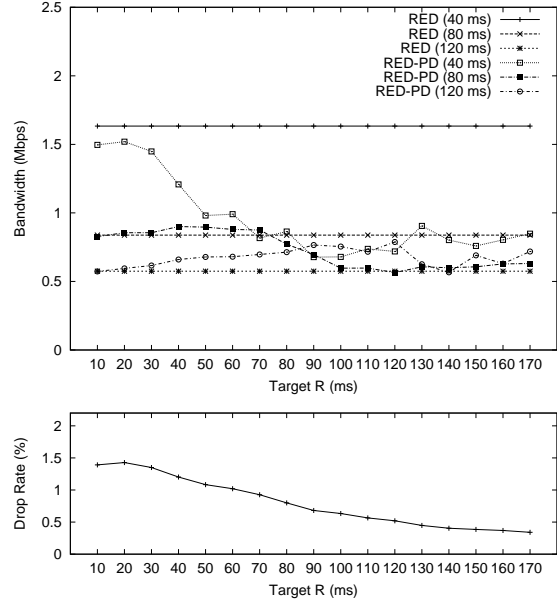 2.5
2
1.5
1
0.5
0
Bandwidth (Mbps)
RED (40 ms)
RED (80 ms)
RED (120 ms)
RED-PD (40 ms)
RED-PD (80 ms)
RED-PD (120 ms)
10 20 30 40 50 60 70 80 90 100 110 120 130 140 150 160 170
Target R (ms)
2
1.5
1
0.5
0
Drop Rate (%)
10 20 30 40 50 60 70 80 90 100 110 120 130 140 150 160 170
Target R (ms)